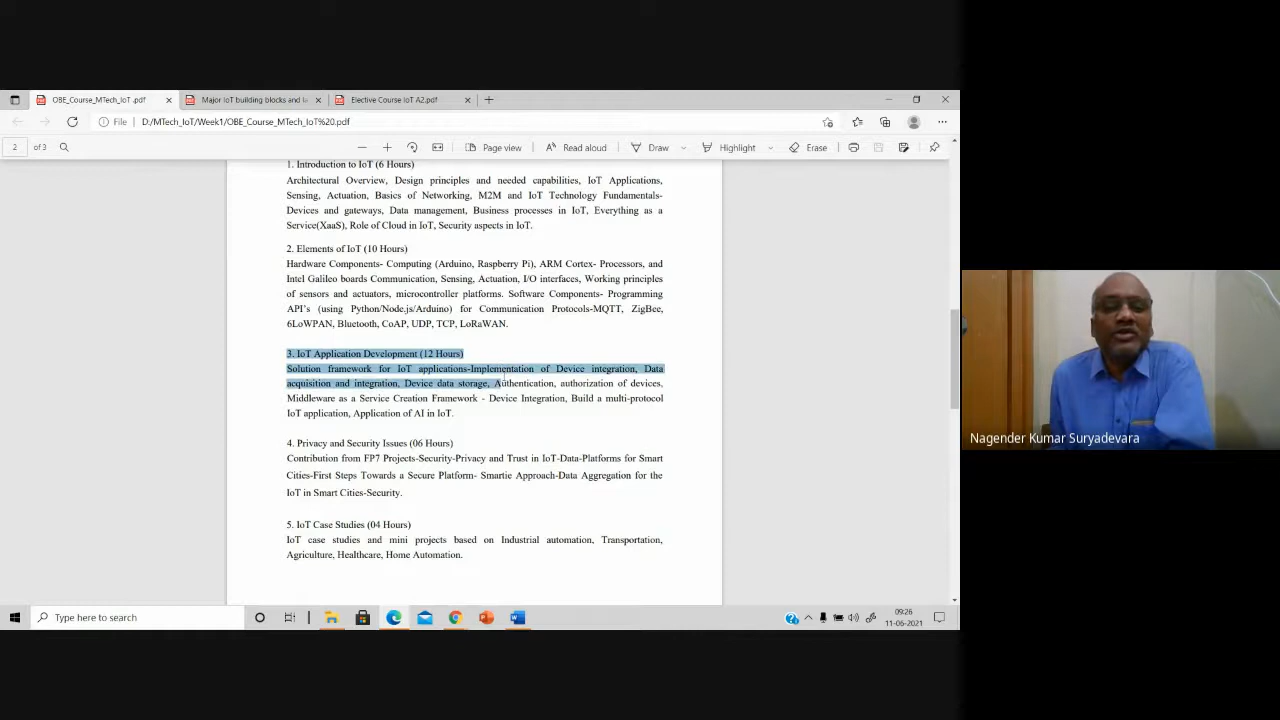 OBE_Course_MTech_IoT .pdf
Major IoT building blocks and l
Elective Course IoT A2.pdf
File
D:/MTech_IoT/Week1/OBE_Course_MTech_IoT%20.pdf
2 of 3
Page view
Read aloud
Draw
Highlight
Erase
1. Introduction to IoT (6 Hours)
Architectural Overview, Design principles and needed capabilities, IoT Applications,
Sensing, Actuation, Basics of Networking, M2M and IoT Technology Fundamentals-
Devices and gateways, Data management, Business processes in IoT, Everything as a
Service(XaaS), Role of Cloud in IoT, Security aspects in IoT.
2. Elements of IoT (10 Hours)
Hardware Components- Computing (Arduino, Raspberry Pi), ARM Cortex- Processors, and
Intel Galileo boards Communication, Sensing, Actuation, I/O interfaces, Working principles
of sensors and actuators, microcontroller platforms. Software Components- Programming
API's (using Python/Node.js/Arduino) for Communication Protocols-MQTT, ZigBee,
6LoWPAN, Bluetooth, CoAP, UDP, TCP, LoRaWAN.
3. IoT Application Development (12 Hours)
Solution framework for IoT applications-Implementation of Device integration, Data
acquisition and integration, Device data storage, Authentication, authorization of devices,
Middleware as a Service Creation Framework - Device Integration, Build a multi-protocol
IoT application, Application of AI in IoT.
4. Privacy and Security Issues (06 Hours)
Contribution from FP7 Projects-Security-Privacy and Trust in IoT-Data-Platforms for Smart
Cities-First Steps Towards a Secure Platform- Smartie Approach-Data Aggregation for the
IoT in Smart Cities-Security.
5. IoT Case Studies (04 Hours)
IoT case studies and mini projects based on Industrial automation, Transportation,
Agriculture, Healthcare, Home Automation.
Nagender Kumar Suryadevara
Type here to search
09:26
11-06-2021